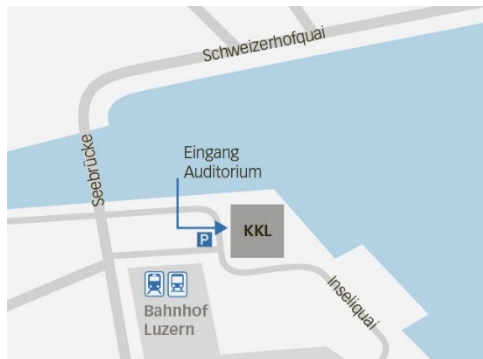 Schweizerhofquai
Seebrücke
Eingang
Auditorium
P
KKL
Inseliquai
Bahnhof
Luzern